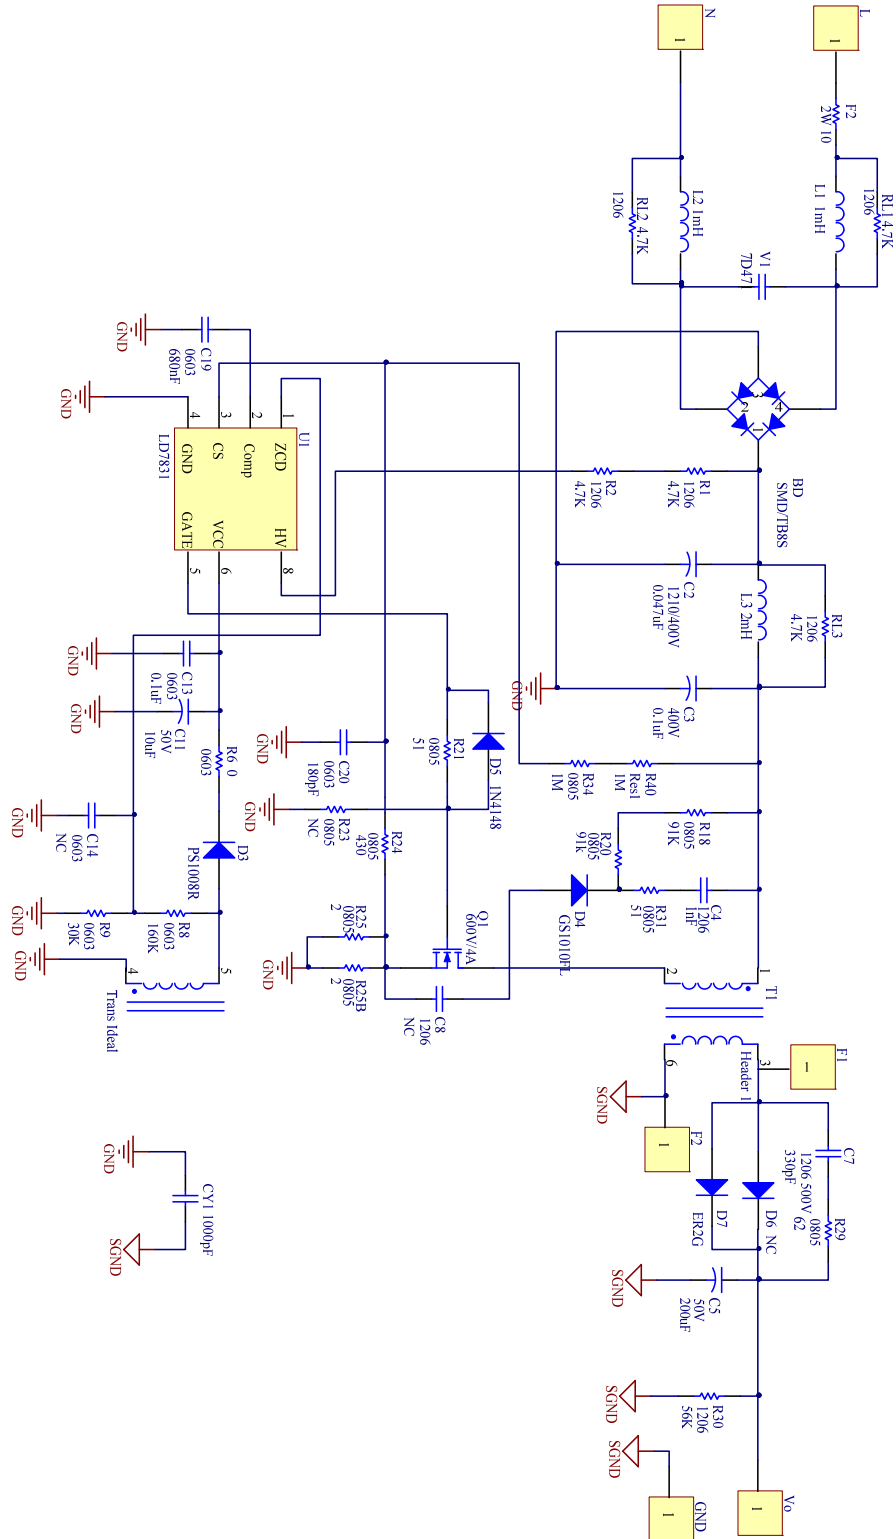 N
1
L
1
F2
2W 10
RL1 4.7K
1206
L1 1mH
L2 1mH
RL2 4.7K
1206
V1
7D47
3
4
2
1
BD
SMD/TB8S
R1
1206
4.7K
R2
1206
4.7K
C2
1210/400V
0.047uF
L3 2mH
RL3
1206
4.7K
C3
400V
0.1uF
GND
R40
Res1
1M
R34
0805
1M
R18
0805
91K
R20
0805
91k
C4
1206
1nF
R31
0805
51
D4
GS1010FL
C19
0603
680nF
GND
GND
U1
LD7831
ZCD
1
Comp
2
CS
3
GND
4
GATE
5
VCC
6
HV
8
C13
0603
0.1uF
GND
C11
50V
10uF
GND
R6 0
0603
D3
PS1008R
C14
0603
NC
GND
R8
0603
160K
R9
0603
30K
GND
GND
4
5
Trans Ideal
D5 1N4148
R21
0805
51
C20
0603
180pF
GND
R23
0805
NC
GND
R24
0805
430
Q1
600V/4A
R25
0805
2
R25B
0805
2
GND
C8
1206
NC
T1
1
2
3
6
Header 1
F1
1
F2
1
SGND
C7
1206 500V
330pF
R29
0805
62
D6 NC
D7
ER2G
C5
50V
200uF
SGND
R30
1206
56K
SGND
SGND
GND
1
Vo
1
GND
CY1 1000pF
SGND